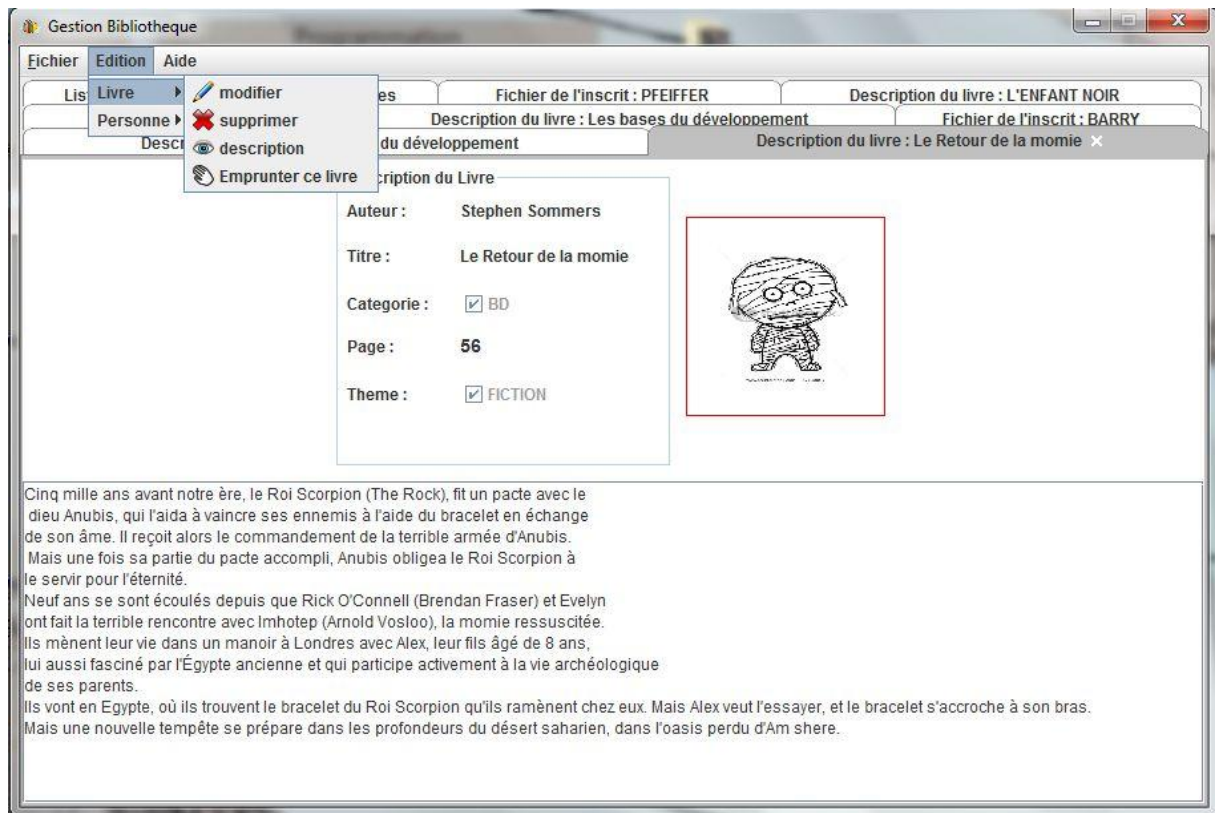 Gestion Bibliotheque
Fichier Edition Aide
Livre
Personne
modifier
supprimer
description
Emprunter ce livre
Lis
es
Fichier de l'inscrit : PFEIFFER
Description du livre : L'ENFANT NOIR
Description du livre : Les bases du développement
Fichier de l'inscrit : BARRY
Descr
du développement
Description du livre : Le Retour de la momie
cription du Livre
Auteur : Stephen Sommers
Titre : Le Retour de la momie
Categorie : BD
Page : 56
Theme : FICTION
Cinq mille ans avant notre ère, le Roi Scorpion (The Rock), fit un pacte avec le
dieu Anubis, qui l'aida à vaincre ses ennemis à l'aide du bracelet en échange
de son âme. Il reçoit alors le commandement de la terrible armée d'Anubis.
Mais une fois sa partie du pacte accompli, Anubis obligea le Roi Scorpion à
le servir pour l'éternité.
Neuf ans se sont écoulés depuis que Rick O'Connell (Brendan Fraser) et Evelyn
ont fait la terrible rencontre avec Imhotep (Arnold Vosloo), la momie ressuscitée.
Ils mènent leur vie dans un manoir à Londres avec Alex, leur fils âgé de 8 ans,
lui aussi fasciné par l'Égypte ancienne et qui participe activement à la vie archéologique
de ses parents.
Ils vont en Egypte, où ils trouvent le bracelet du Roi Scorpion qu'ils ramènent chez eux. Mais Alex veut l'essayer, et le bracelet s'accroche à son bras.
Mais une nouvelle tempête se prépare dans les profondeurs du désert saharien, dans l'oasis perdu d'Am shere.